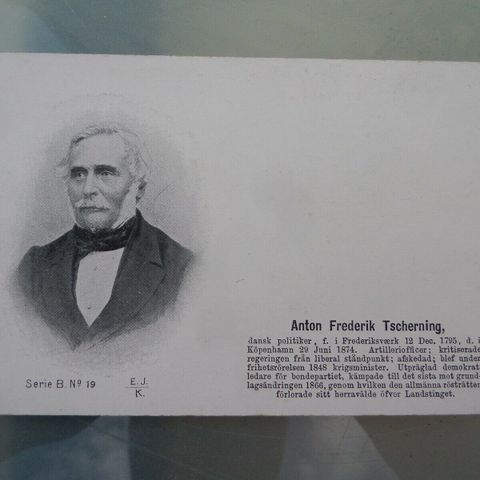 Anton Frederik Tscherning,
dansk politiker, f. i Frederiksværk 12 Dec. 1795, d. i
Köpenhamn 29 Juni 1874. Artilleriofficer; kritiserade
regeringen från liberal ståndpunkt; afskedad; blef under
frihetsrörelsen 1848 krigsminister. Utpräglad demokrat
ledare för bondepartiet, kämpade till det sista mot grund-
lagsändringen 1866, genom hvilken den allmänna rösträtten
förlorade sitt herravälde öfvor Landstinget.
Serie B. No 19
E. J.
K.